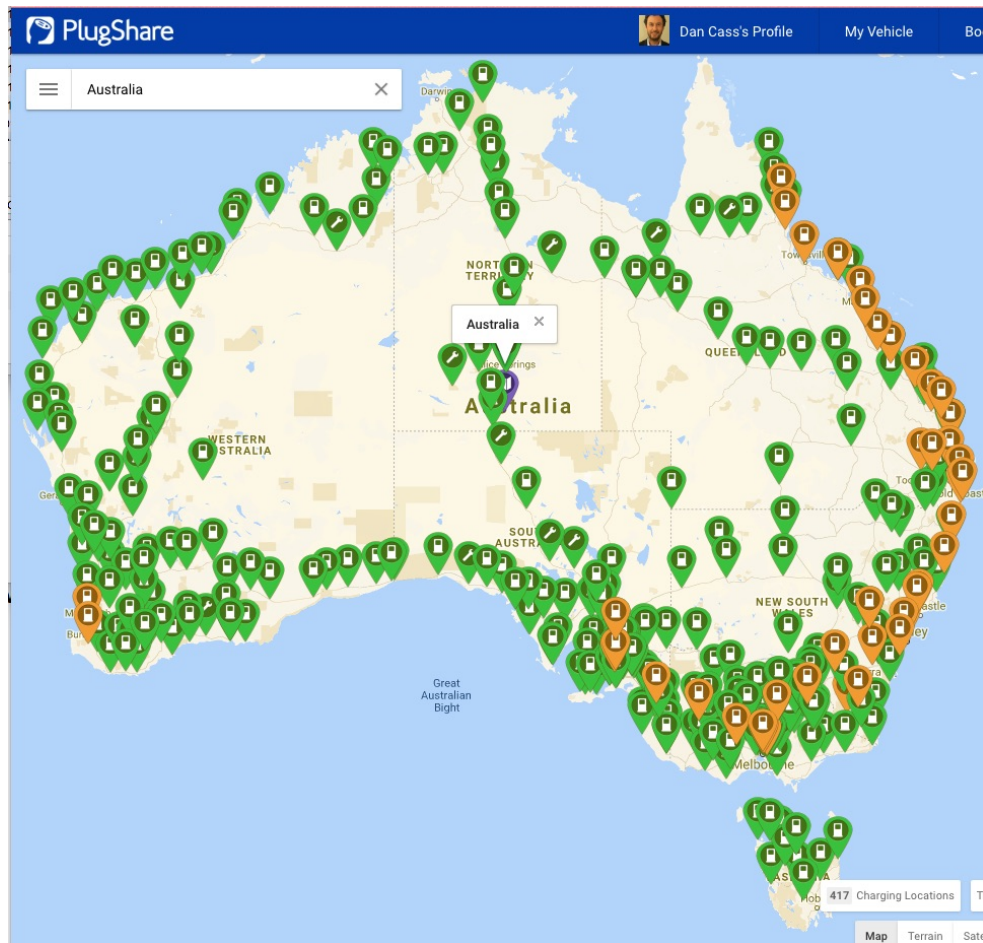 PlugShare
Dan Cass's Profile
My Vehicle
Australia
Darwin
NORTHERN
TERRITORY
Australia
Australia
WESTERN
AUSTRALIA
QUEENSLAND
SOUTH
AUSTRALIA
NEW SOUTH
WALES
Great
Australian
Bight
Melbourne
417 Charging Locations
Map
Terrain